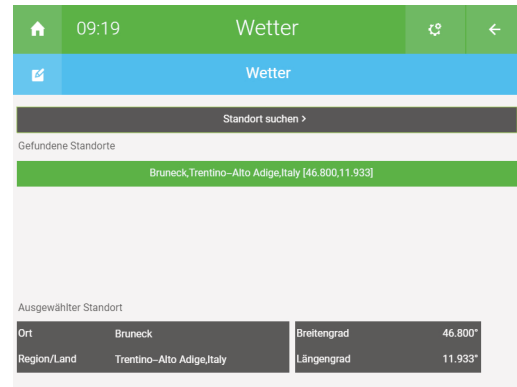 09:19 Wetter
Wetter
Standort suchen >
Gefundene Standorte
Bruneck,Trentino–Alto Adige,Italy [46.800,11.933]
Ausgewählter Standort
Ort Bruneck Breitengrad 46.800°
Region/Land Trentino–Alto Adige,Italy Längengrad 11.933°